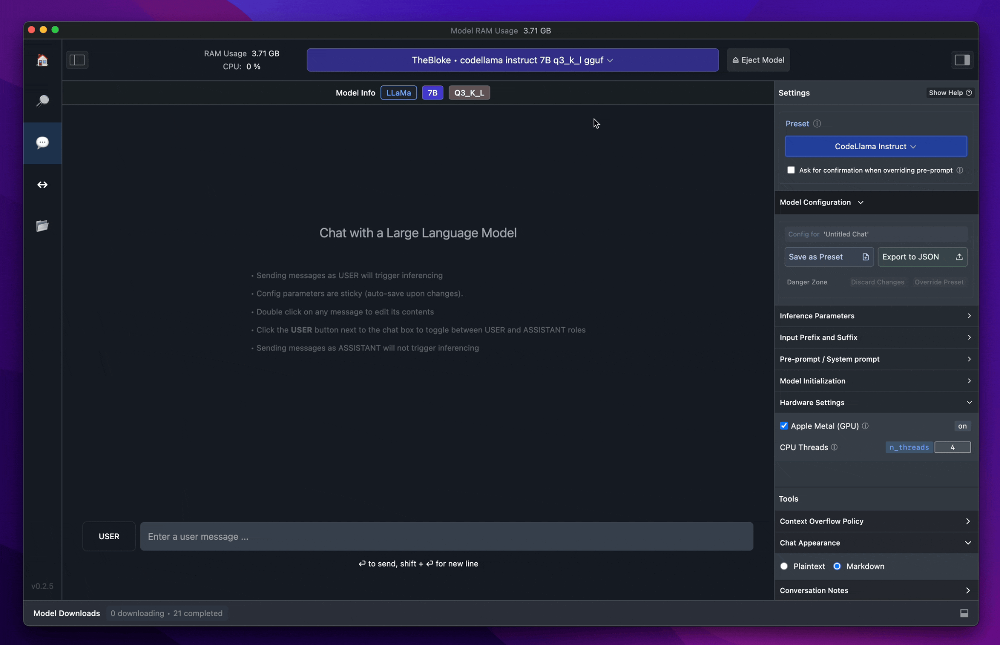 Model RAM Usage 3.71 GB
RAM Usage 3.71 GB
CPU: 0 %
TheBloke • codellama instruct 7B q3_k_l gguf
Eject Model
Model Info LLaMa 7B Q3_K_L
Chat with a Large Language Model
• Sending messages as USER will trigger inferencing
• Config parameters are sticky (auto-save upon changes).
• Double click on any message to edit its contents
• Click the USER button next to the chat box to toggle between USER and ASSISTANT roles
• Sending messages as ASSISTANT will not trigger inferencing
USER
Enter a user message ...
⏎ to send, shift + ⏎ for new line
v0.2.5
Settings
Show Help
Preset
CodeLlama Instruct
Ask for confirmation when overriding pre-prompt
Model Configuration
Config for 'Untitled Chat'
Save as Preset
Export to JSON
Danger Zone Discard Changes Override Preset
Inference Parameters
Input Prefix and Suffix
Pre-prompt / System prompt
Model Initialization
Hardware Settings
Apple Metal (GPU) on
CPU Threads n_threads 4
Tools
Context Overflow Policy
Chat Appearance
Plaintext Markdown
Conversation Notes
Model Downloads 0 downloading • 21 completed